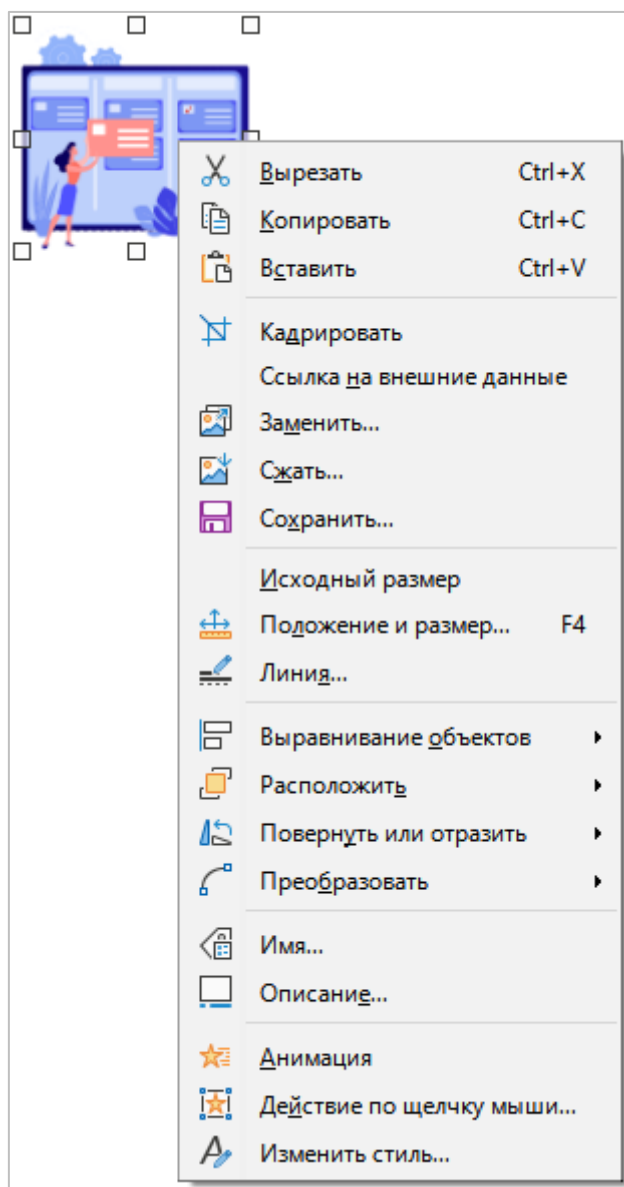 Вырезать Ctrl+X
Копировать Ctrl+C
Вставить Ctrl+V
Кадрировать
Ссылка на внешние данные
Заменить...
Сжать...
Сохранить...
Исходный размер
Положение и размер... F4
Линия...
Выравнивание объектов
Расположить
Повернуть или отразить
Преобразовать
Имя...
Описание...
Анимация
Действие по щелчку мыши...
Изменить стиль...